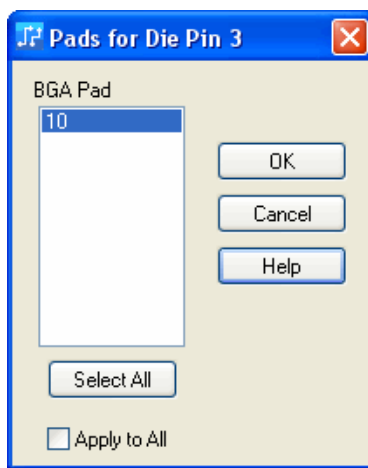 Pads for Die Pin 3
BGA Pad
10
OK
Cancel
Help
Select All
Apply to All